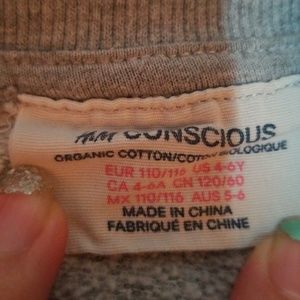 H&M CONSCIOUS
ORGANIC COTTON/COTON BIOLOGIQUE
EUR 110/116 US 4-6Y
CA 4-6A CN 120/60
MX 110/116 AUS 5-6
MADE IN CHINA
FABRIQUÉ EN CHINE